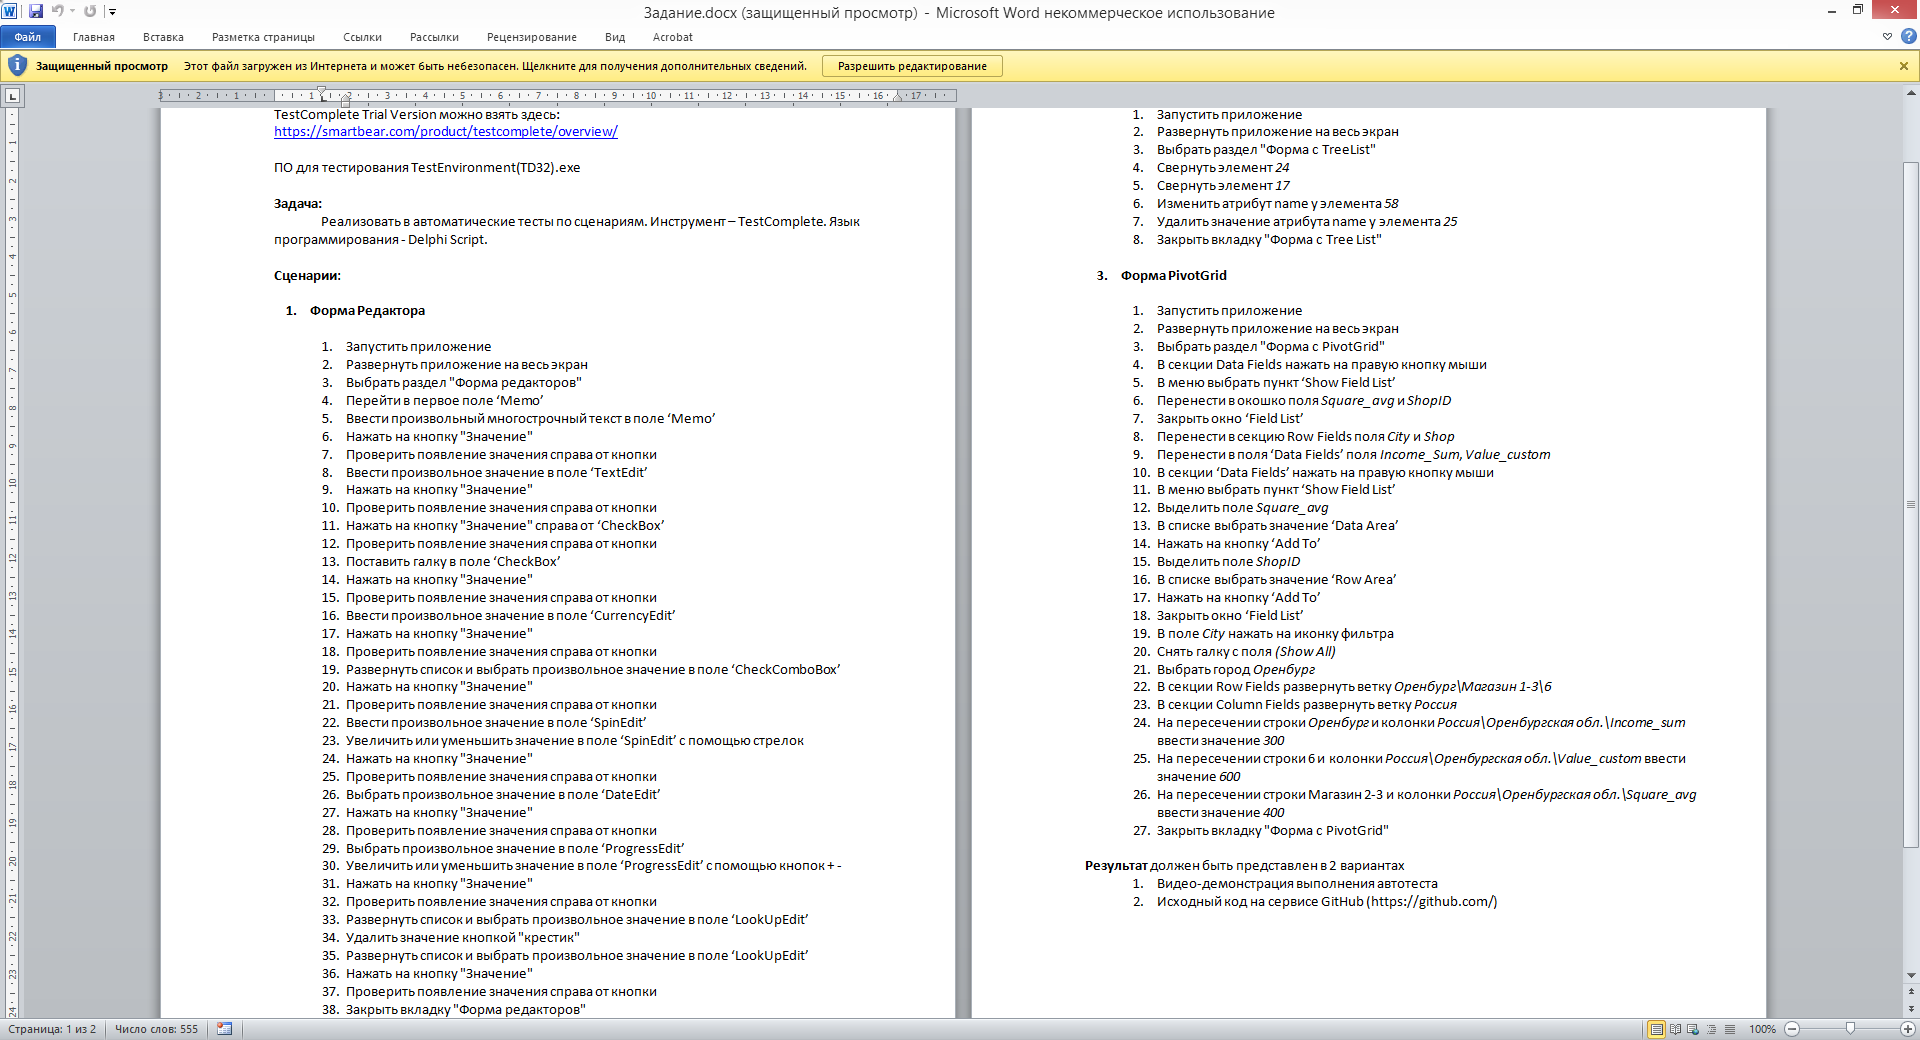 Задание.docx (защищенный просмотр) - Microsoft Word некоммерческое использование
Файл Главная Вставка Разметка страницы Ссылки Рассылки Рецензирование Вид Acrobat
Защищенный просмотр Этот файл загружен из Интернета и может быть небезопасен. Щелкните для получения дополнительных сведений. Разрешить редактирование
3 2 1 1 2 3 4 5 6 7 8 9 10 11 12 13 14 15 16 17
TestComplete Trial Version можно взять здесь:
https://smartbear.com/product/testcomplete/overview/
ПО для тестирования TestEnvironment(TD32).exe
Задача:
Реализовать в автоматические тесты по сценариям. Инструмент – TestComplete. Язык
программирования - Delphi Script.
Сценарии:
1. Форма Редактора
1. Запустить приложение
2. Развернуть приложение на весь экран
3. Выбрать раздел "Форма редакторов"
4. Перейти в первое поле ‘Memo’
5. Ввести произвольный многострочный текст в поле ‘Memo’
6. Нажать на кнопку "Значение"
7. Проверить появление значения справа от кнопки
8. Ввести произвольное значение в поле ‘TextEdit’
9. Нажать на кнопку "Значение"
10. Проверить появление значения справа от кнопки
11. Нажать на кнопку "Значение" справа от ‘CheckBox’
12. Проверить появление значения справа от кнопки
13. Поставить галку в поле ‘CheckBox’
14. Нажать на кнопку "Значение"
15. Проверить появление значения справа от кнопки
16. Ввести произвольное значение в поле ‘CurrencyEdit’
17. Нажать на кнопку "Значение"
18. Проверить появление значения справа от кнопки
19. Развернуть список и выбрать произвольное значение в поле ‘CheckComboBox’
20. Нажать на кнопку "Значение"
21. Проверить появление значения справа от кнопки
22. Ввести произвольное значение в поле ‘SpinEdit’
23. Увеличить или уменьшить значение в поле ‘SpinEdit’ с помощью стрелок
24. Нажать на кнопку "Значение"
25. Проверить появление значения справа от кнопки
26. Выбрать произвольное значение в поле ‘DateEdit’
27. Нажать на кнопку "Значение"
28. Проверить появление значения справа от кнопки
29. Выбрать произвольное значение в поле ‘ProgressEdit’
30. Увеличить или уменьшить значение в поле ‘ProgressEdit’ с помощью кнопок + -
31. Нажать на кнопку "Значение"
32. Проверить появление значения справа от кнопки
33. Развернуть список и выбрать произвольное значение в поле ‘LookUpEdit’
34. Удалить значение кнопкой "крестик"
35. Развернуть список и выбрать произвольное значение в поле ‘LookUpEdit’
36. Нажать на кнопку "Значение"
37. Проверить появление значения справа от кнопки
38. Закрыть вкладку "Форма редакторов"
1. Запустить приложение
2. Развернуть приложение на весь экран
3. Выбрать раздел "Форма с TreeList"
4. Свернуть элемент 24
5. Свернуть элемент 17
6. Изменить атрибут name у элемента 58
7. Удалить значение атрибута name у элемента 25
8. Закрыть вкладку "Форма с Tree List"
3. Форма PivotGrid
1. Запустить приложение
2. Развернуть приложение на весь экран
3. Выбрать раздел "Форма с PivotGrid"
4. В секции Data Fields нажать на правую кнопку мыши
5. В меню выбрать пункт ‘Show Field List’
6. Перенести в окошко поля Square_avg и ShopID
7. Закрыть окно ‘Field List’
8. Перенести в секцию Row Fields поля City и Shop
9. Перенести в поля ‘Data Fields’ поля Income_Sum, Value_custom
10. В секции ‘Data Fields’ нажать на правую кнопку мыши
11. В меню выбрать пункт ‘Show Field List’
12. Выделить поле Square_avg
13. В списке выбрать значение ‘Data Area’
14. Нажать на кнопку ‘Add To’
15. Выделить поле ShopID
16. В списке выбрать значение ‘Row Area’
17. Нажать на кнопку ‘Add To’
18. Закрыть окно ‘Field List’
19. В поле City нажать на иконку фильтра
20. Снять галку с поля (Show All)
21. Выбрать город Оренбург
22. В секции Row Fields развернуть ветку Оренбург\Магазин 1-3\6
23. В секции Column Fields развернуть ветку Россия
24. На пересечении строки Оренбург и колонки Россия\Оренбургская обл.\Income_sum
ввести значение 300
25. На пересечении строки 6 и колонки Россия\Оренбургская обл.\Value_custom ввести
значение 600
26. На пересечении строки Магазин 2-3 и колонки Россия\Оренбургская обл.\Square_avg
ввести значение 400
27. Закрыть вкладку "Форма с PivotGrid"
Результат должен быть представлен в 2 вариантах
1. Видео-демонстрация выполнения автотеста
2. Исходный код на сервисе GitHub (https://github.com/)
Страница: 1 из 2 Число слов: 555 100%